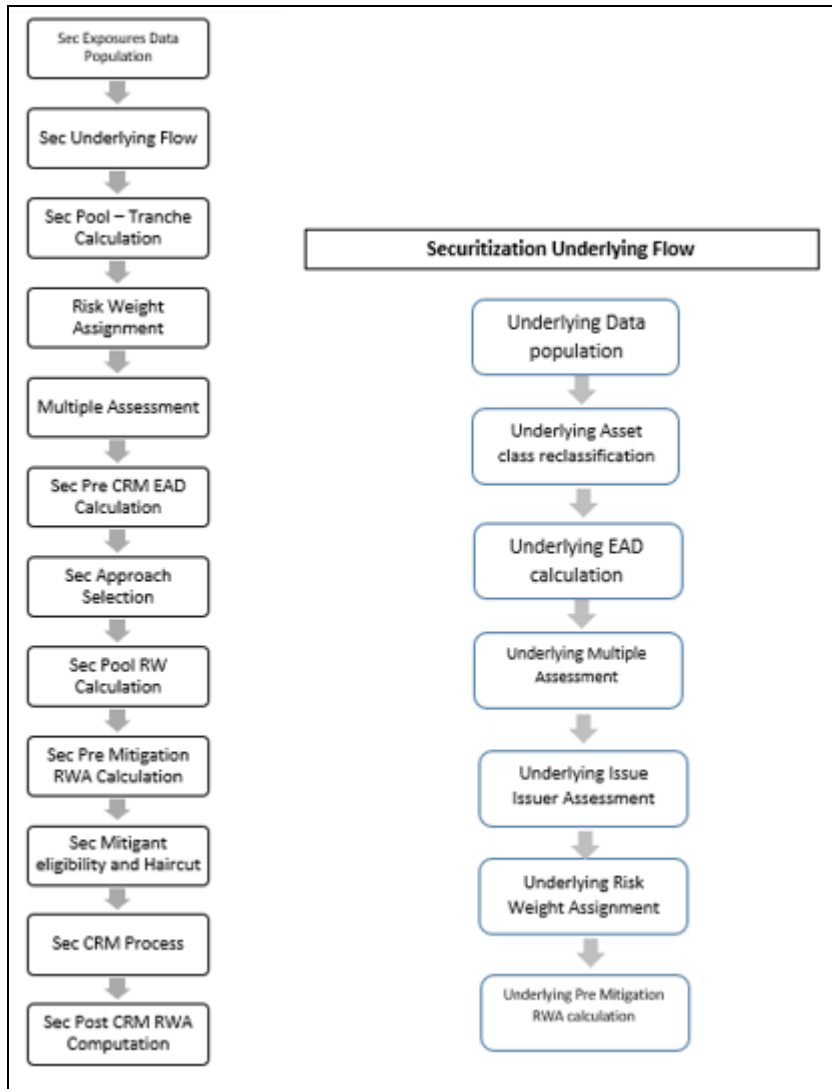 Sec Exposures Data
Population
Sec Underlying Flow
Sec Pool – Tranche
Calculation
Risk Weight
Assignment
Multiple Assessment
Sec Pre CRM EAD
Calculation
Sec Approach
Selection
Sec Pool RW
Calculation
Sec Pre Mitigation
RWA Calculation
Sec Mitigant
eligibility and Haircut
Sec CRM Process
Sec Post CRM RWA
Computation
Securitization Underlying Flow
Underlying Data
population
Underlying Asset
class reclassification
Underlying EAD
calculation
Underlying Multiple
Assessment
Underlying Issue
Issuer Assessment
Underlying Risk
Weight Assignment
Underlying Pre Mitigation
RWA calculation